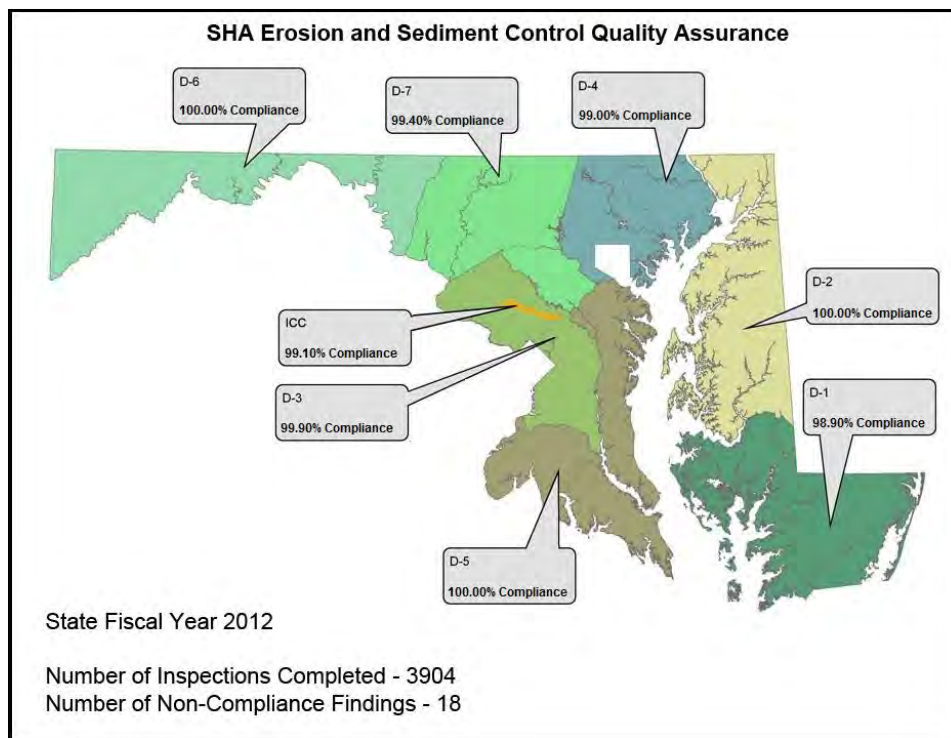 SHA Erosion and Sediment Control Quality Assurance
D-6
100.00% Compliance
D-7
99.40% Compliance
D-4
99.00% Compliance
D-2
100.00% Compliance
ICC
99.10% Compliance
D-3
99.90% Compliance
D-1
98.90% Compliance
D-5
100.00% Compliance
State Fiscal Year 2012
Number of Inspections Completed - 3904
Number of Non-Compliance Findings - 18